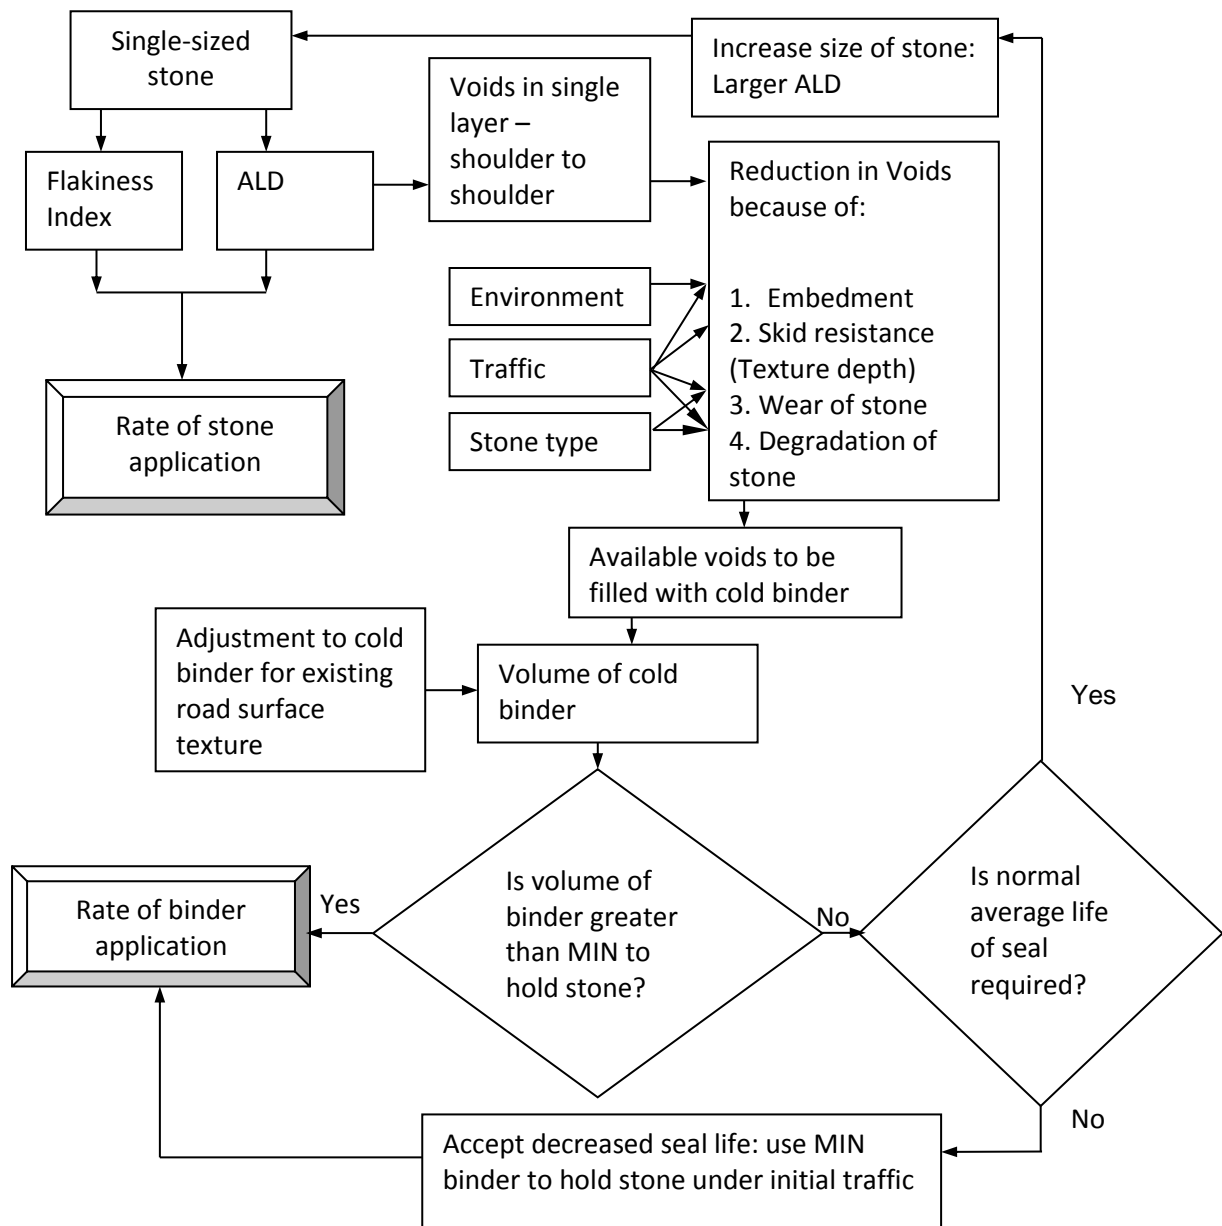 Single-sized
stone
Increase size of stone:
Larger ALD
Voids in single
layer –
shoulder to
shoulder
Flakiness
Index
ALD
Reduction in Voids
because of:
1. Embedment
2. Skid resistance
(Texture depth)
3. Wear of stone
4. Degradation of
stone
Environment
Traffic
Stone type
Rate of stone
application
Available voids to be
filled with cold binder
Adjustment to cold
binder for existing
road surface
texture
Volume of cold
binder
Yes
Is volume of
binder greater
than MIN to
hold stone?
Yes
No
Rate of binder
application
Is normal
average life
of seal
required?
No
Accept decreased seal life: use MIN
binder to hold stone under initial traffic